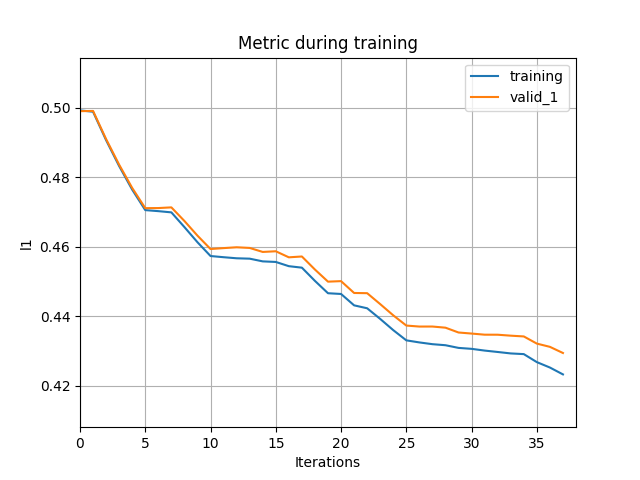 Metric during training
training
valid_1
0.50
0.48
0.46
0.44
0.42
l1
0 5 10 15 20 25 30 35
Iterations